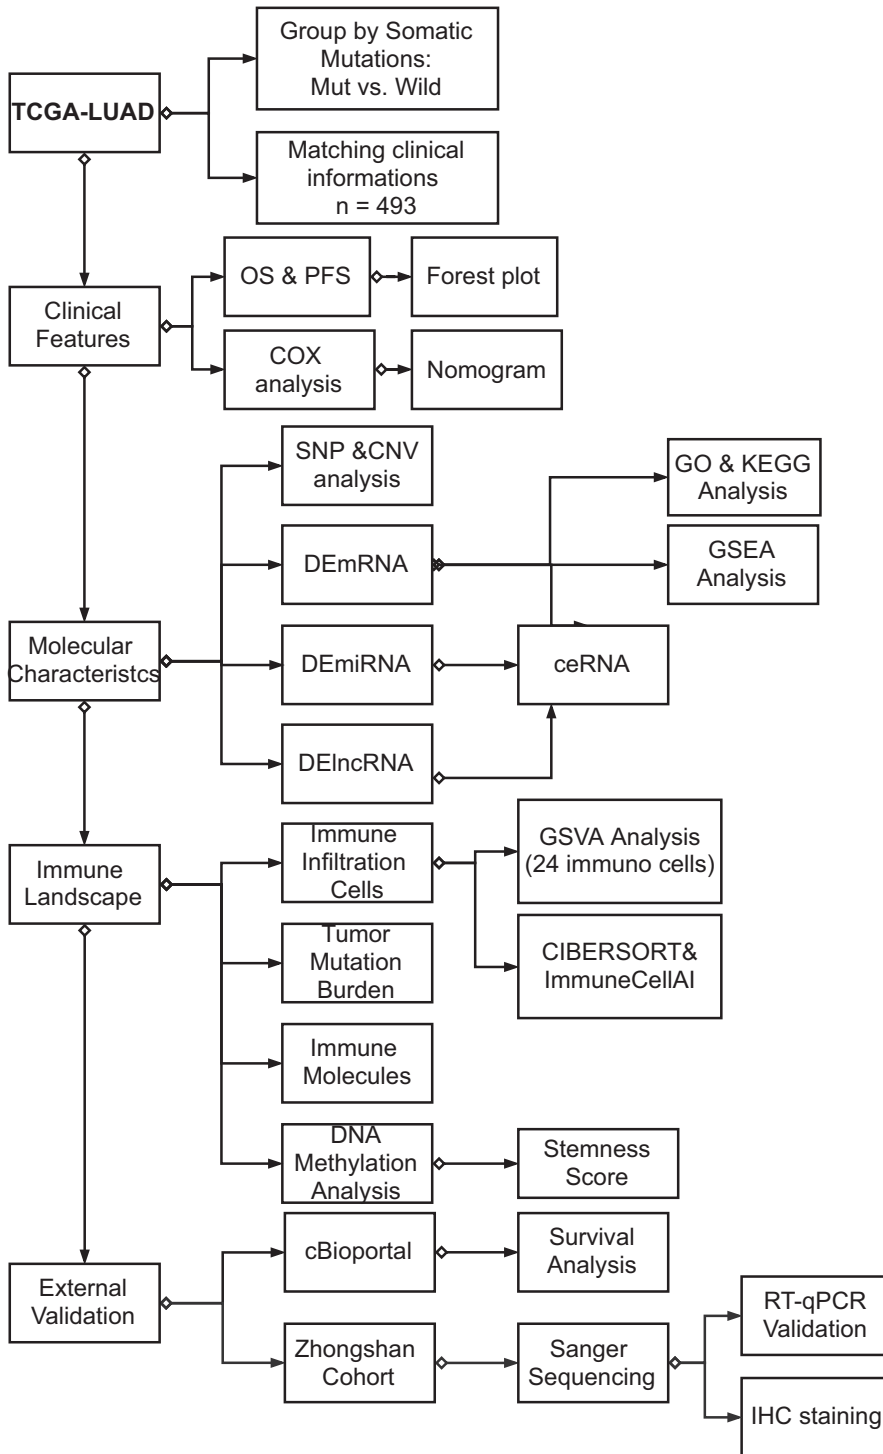 Group by Somatic
Mutations:
Mut vs. Wild
TCGA-LUAD
Matching clinical
informations
n = 493
OS & PFS
Forest plot
Clinical
Features
COX
analysis
Nomogram
SNP &CNV
analysis
GO & KEGG
Analysis
DEmRNA
GSEA
Analysis
Molecular
Characteristcs
DEmiRNA
ceRNA
DElncRNA
Immune
Infiltration
Cells
GSVA Analysis
(24 immuno cells)
Immune
Landscape
Tumor
Mutation
Burden
CIBERSORT&
ImmuneCellAI
Immune
Molecules
DNA
Methylation
Analysis
Stemness
Score
cBioportal
Survival
Analysis
External
Validation
RT-qPCR
Validation
Zhongshan
Cohort
Sanger
Sequencing
IHC staining